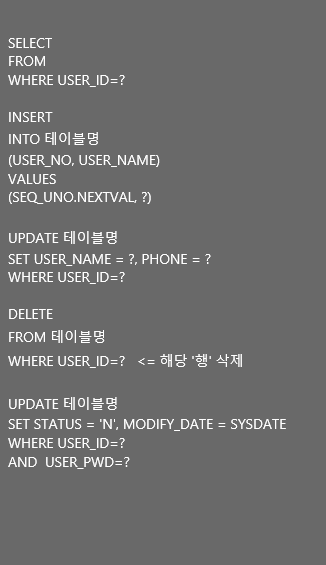 SELECT
FROM
WHERE USER_ID=?
INSERT
INTO 테이블명
(USER_NO, USER_NAME)
VALUES
(SEQ_UNO.NEXTVAL, ?)
UPDATE 테이블명
SET USER_NAME = ?, PHONE = ?
WHERE USER_ID=?
DELETE
FROM 테이블명
WHERE USER_ID=?   <= 해당 '행' 삭제
UPDATE 테이블명
SET STATUS = 'N', MODIFY_DATE = SYSDATE
WHERE USER_ID=?
AND  USER_PWD=?